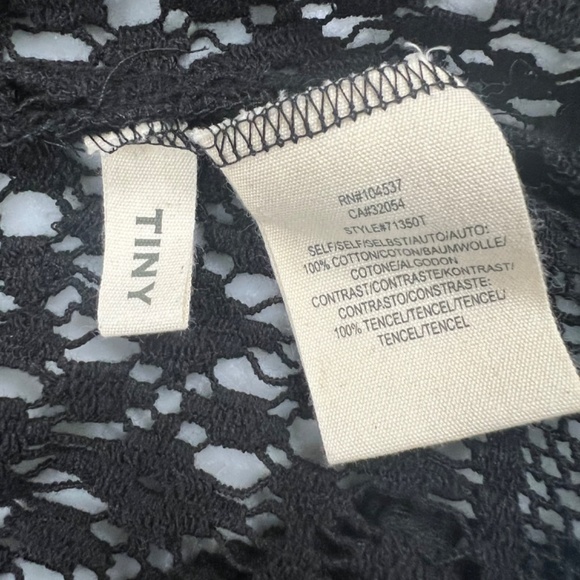 TINY
RN#104537
CA#32054
STYLE#71350T
SELF/SELF/SELBST/AUTO/AUTO:
100% COTTON/COTON/BAUMWOLLE/
COTONE/ALGODON
CONTRAST/CONTRASTE/KONTRAST/
CONTRASTO/CONSTRASTE:
100% TENCEL/TENCEL/TENCEL/
TENCEL/TENCEL